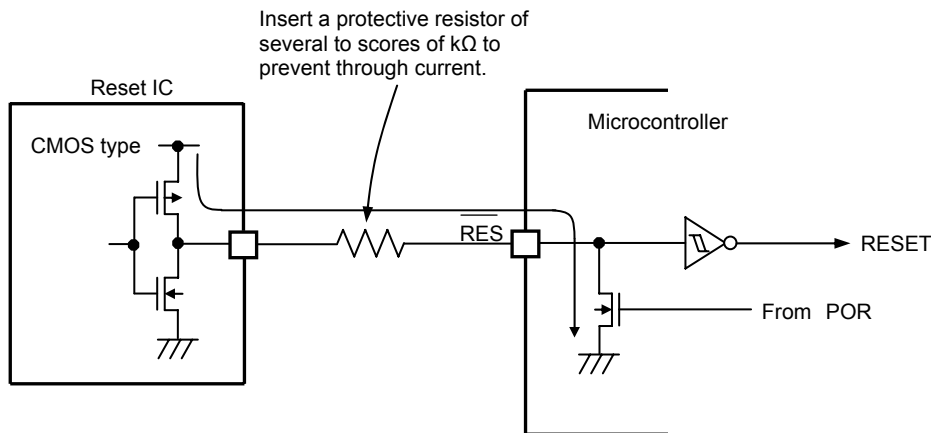 Insert a protective resistor of
several to scores of kΩ to
prevent through current.
Reset IC
Microcontroller
CMOS type
RES
RESET
From POR